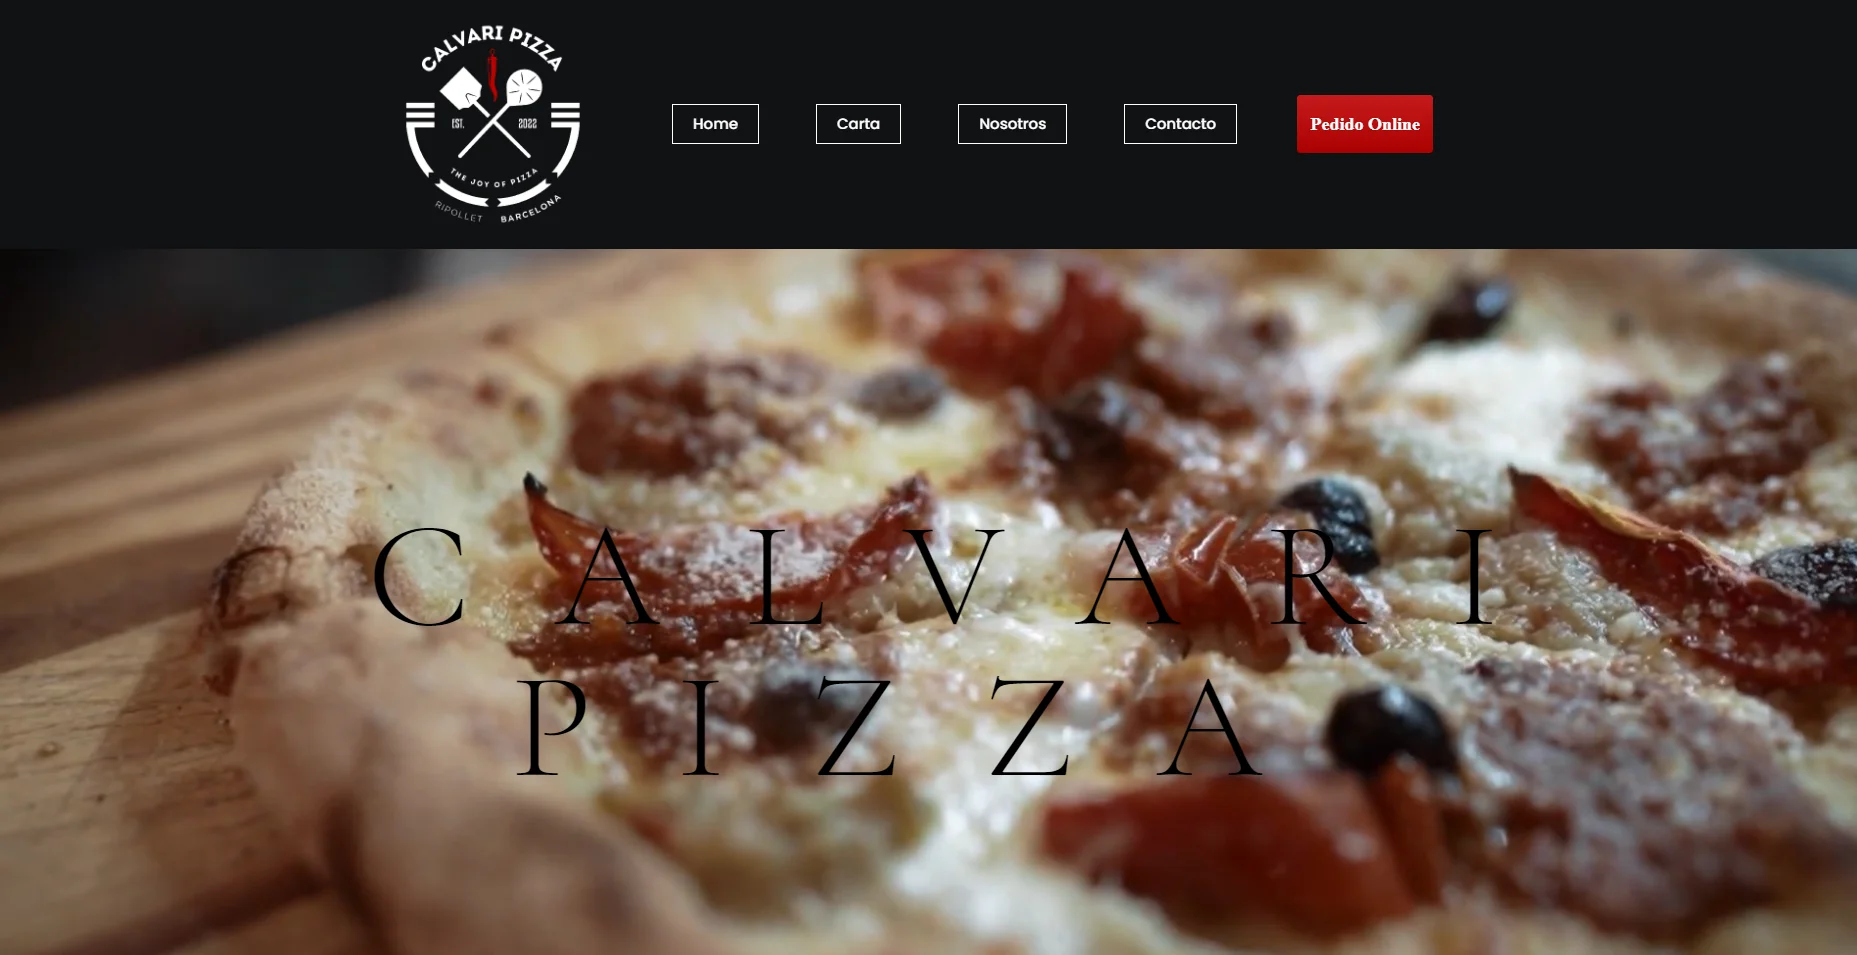 CALVARI PIZZA
EST. 2022
THE JOY OF PIZZA
RIPOLLET BARCELONA
Home
Carta
Nosotros
Contacto
Pedido Online
CALVARI
PIZZA